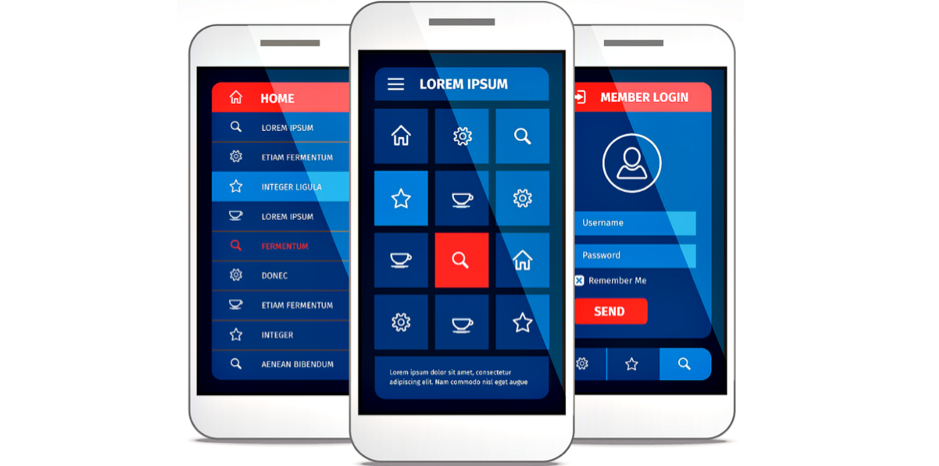 HOME
LOREM IPSUM
ETIAM FERMENTUM
INTEGER LIGULA
LOREM IPSUM
FERMENTUM
DONEC
ETIAM FERMENTUM
INTEGER
AENEAN BIBENDUM
LOREM IPSUM
Lorem ipsum dolor sit amet, consectetur
adipiscing elit. Nam commodo nisl eget augue
MEMBER LOGIN
Username
Password
Remember Me
SEND